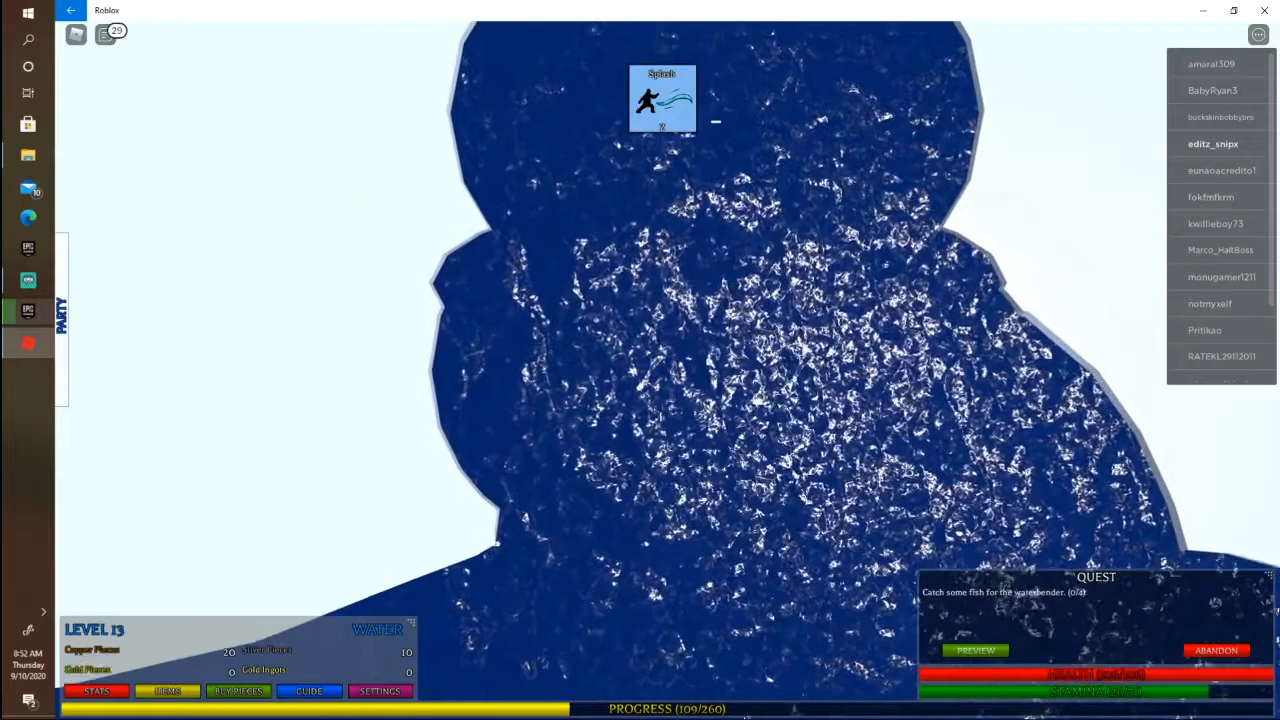 Roblox
29
Splash
Z
amaral309
BabyRyan3
buckskinbobbybro
editz_snipx
eunaoacredito1
fokfmfkrm
kwillieboy73
Marco_HaltBoss
monugamer1211
notmyxelf
Pritikao
RATEKL29112011
PARTY
10
EPIC
EPIC
QUEST
Catch some fish for the waterbender. (0/4)
PREVIEW
ABANDON
LEVEL 13
WATER
Copper Pieces 20 Silver Pieces 10
Gold Pieces 0 Gold Ingots 0
STATS
ITEMS
BUY PIECES
GUIDE
SETTINGS
PROGRESS (109/260)
8:52 AM
Thursday
9/10/2020
2